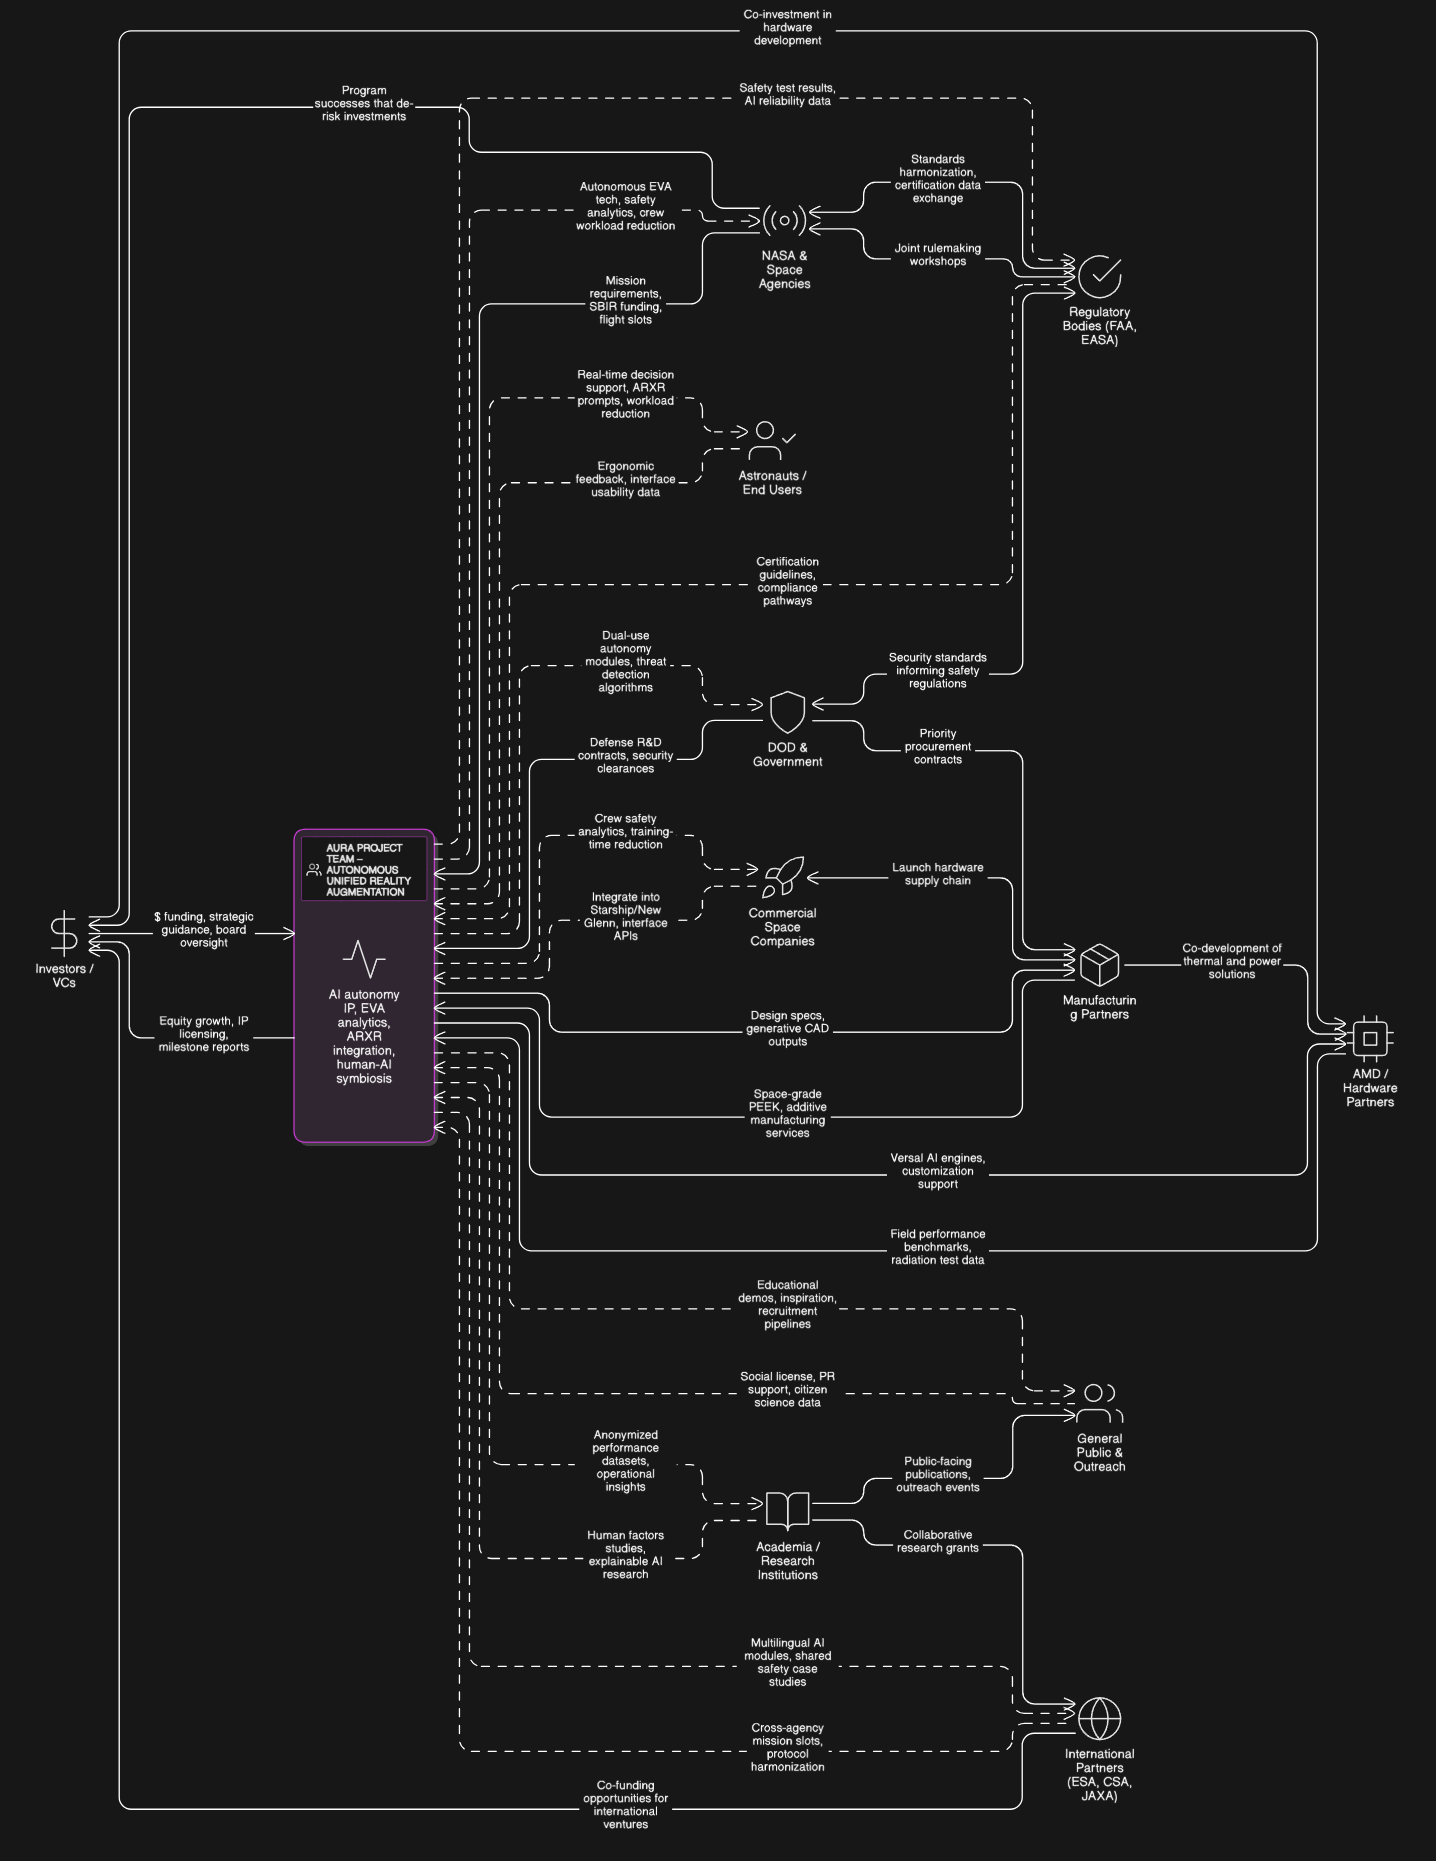 Co-investment in
hardware
development
Program
successes that de-
risk investments
Safety test results,
AI reliability data
Standards
harmonization,
certification data
exchange
Autonomous EVA
tech, safety
analytics, crew
workload reduction
NASA &
Space
Agencies
Joint rulemaking
workshops
Mission
requirements,
SBIR funding,
flight slots
Regulatory
Bodies (FAA,
EASA)
Real-time decision
support, ARXR
prompts, workload
reduction
Ergonomic
feedback, interface
usability data
Astronauts /
End Users
Certification
guidelines,
compliance
pathways
Dual-use
autonomy
modules, threat
detection
algorithms
Security standards
informing safety
regulations
Defense R&D
contracts, security
clearances
DOD &
Government
Priority
procurement
contracts
Crew safety
analytics, training-
time reduction
Launch hardware
supply chain
Integrate into
Starship/New
Glenn, interface
APIs
Commercial
Space
Companies
AURA PROJECT
TEAM –
AUTONOMOUS
UNIFIED REALITY
AUGMENTATION
$ funding, strategic
guidance, board
oversight
Investors /
VCs
AI autonomy
IP, EVA
analytics,
ARXR
integration,
human-AI
symbiosis
Equity growth, IP
licensing,
milestone reports
Co-development of
thermal and power
solutions
Manufacturin
g Partners
Design specs,
generative CAD
outputs
AMD /
Hardware
Partners
Space-grade
PEEK, additive
manufacturing
services
Versal AI engines,
customization
support
Field performance
benchmarks,
radiation test data
Educational
demos, inspiration,
recruitment
pipelines
Social license, PR
support, citizen
science data
General
Public &
Outreach
Anonymized
performance
datasets,
operational
insights
Public-facing
publications,
outreach events
Human factors
studies,
explainable AI
research
Academia /
Research
Institutions
Collaborative
research grants
Multilingual AI
modules, shared
safety case
studies
Cross-agency
mission slots,
protocol
harmonization
International
Partners
(ESA, CSA,
JAXA)
Co-funding
opportunities for
international
ventures